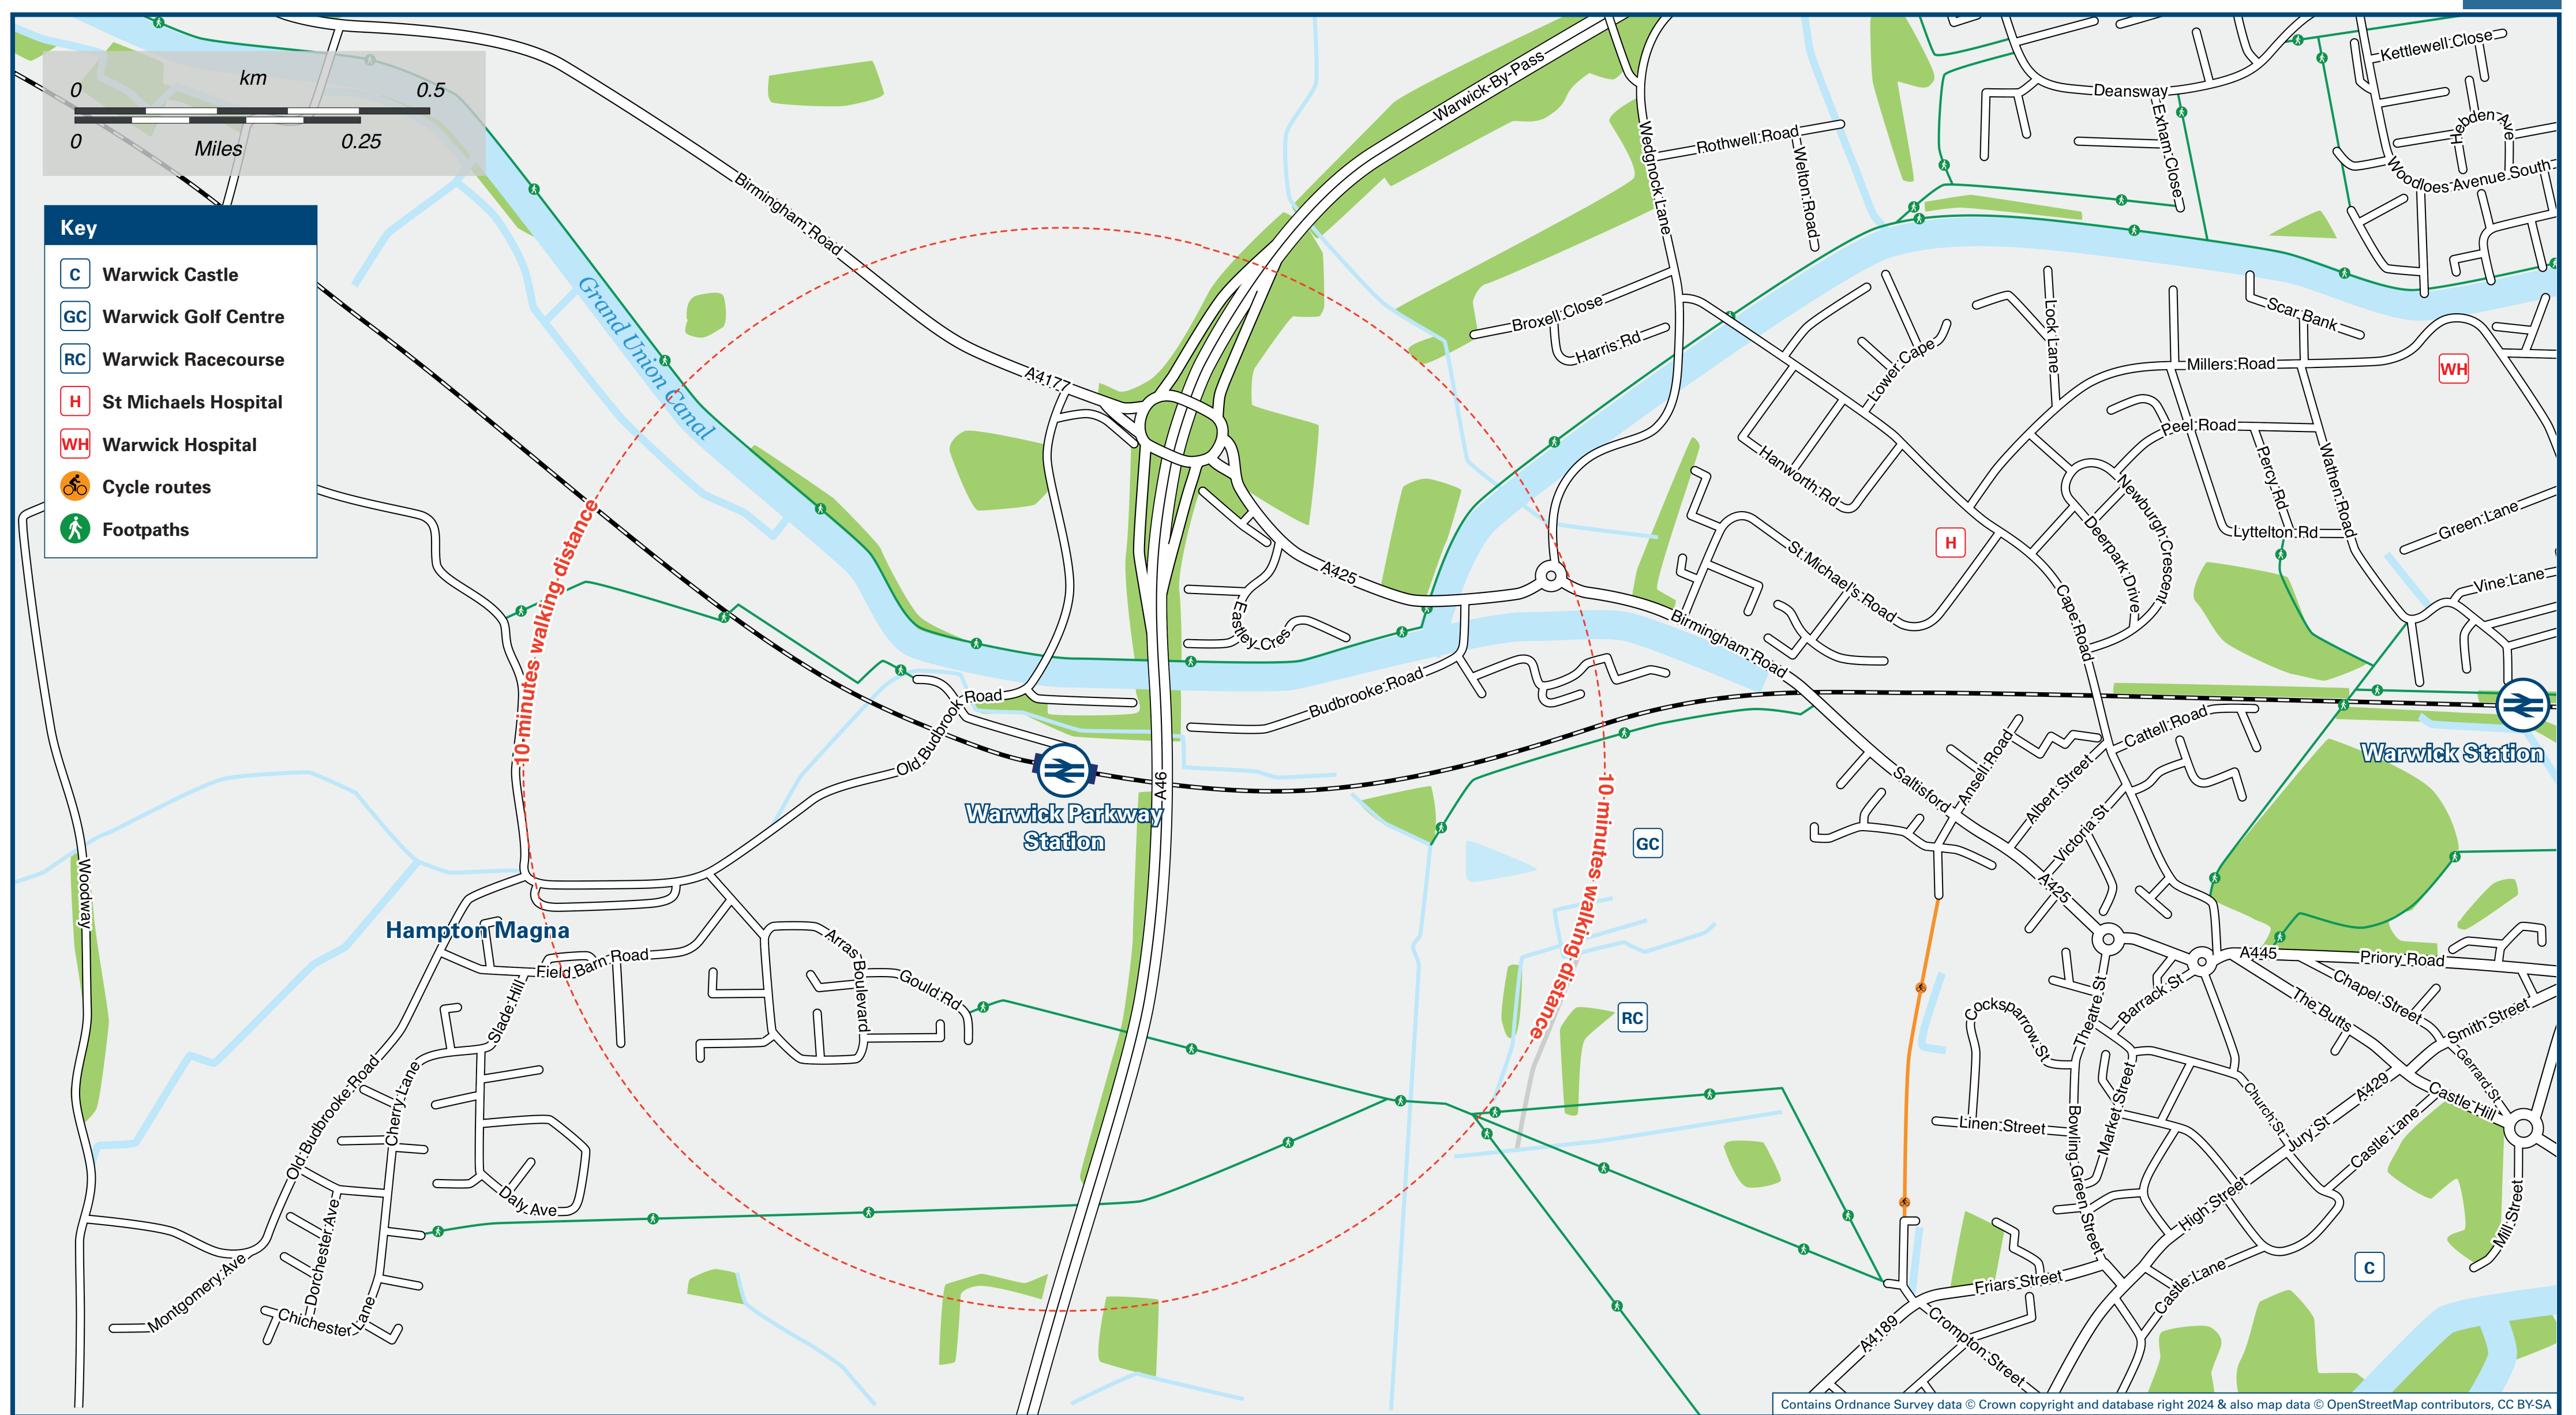 km
0
0.5
0
Miles
0.25
Key
C Warwick Castle
GC Warwick Golf Centre
RC Warwick Racecourse
H St Michaels Hospital
WH Warwick Hospital
Cycle routes
Footpaths
Warwick-By-Pass
Kettlewell Close
Deansway
Exham Close
Hebden Ave
Woodloes Avenue South
Wedgnock Lane
Rothwell Road
Welton Road
Birmingham Road
Grand Union Canal
Broxell Close
Harris Rd
Lower Cape
Lock Lane
Scar Bank
Millers Road
WH
A4177
Peel Road
Hanworth Rd
Percy Rd
Wathen Road
Newburgh Crescent
Deerpark Drive
Lyttelton Rd
Green Lane
Vine Lane
H
St Michael's Road
A425
Eastley Cres
Cape Road
Birmingham Road
Budbrooke Road
10 minutes walking distance
Old Budbrook Road
Warwick Parkway
Station
A46
Warwick Station
Cattell Road
Ansell Road
Albert Street
Saltisford
Victoria St
A425
GC
10 minutes walking distance
Woodway
Hampton Magna
Field Barn Road
Arras Boulevard
Gould Rd
Slade Hill
RC
A445
Priory Road
Chapel Street
The Butts
Smith Street
Gerrard St
Barrack St
Theatre St
Cocksparrow St
Linen Street
Market Street
Bowling Green Street
Church St
A429
Jury St
Castle Hill
Castle Lane
High Street
Mill Street
Old Budbrooke Road
Cherry Lane
Daly Ave
Dorchester Ave
Montgomery Ave
Chichester Lane
C
Castle Lane
Friars Street
A4189
Crompton Street
Contains Ordnance Survey data © Crown copyright and database right 2024 & also map data © OpenStreetMap contributors, CC BY-SA